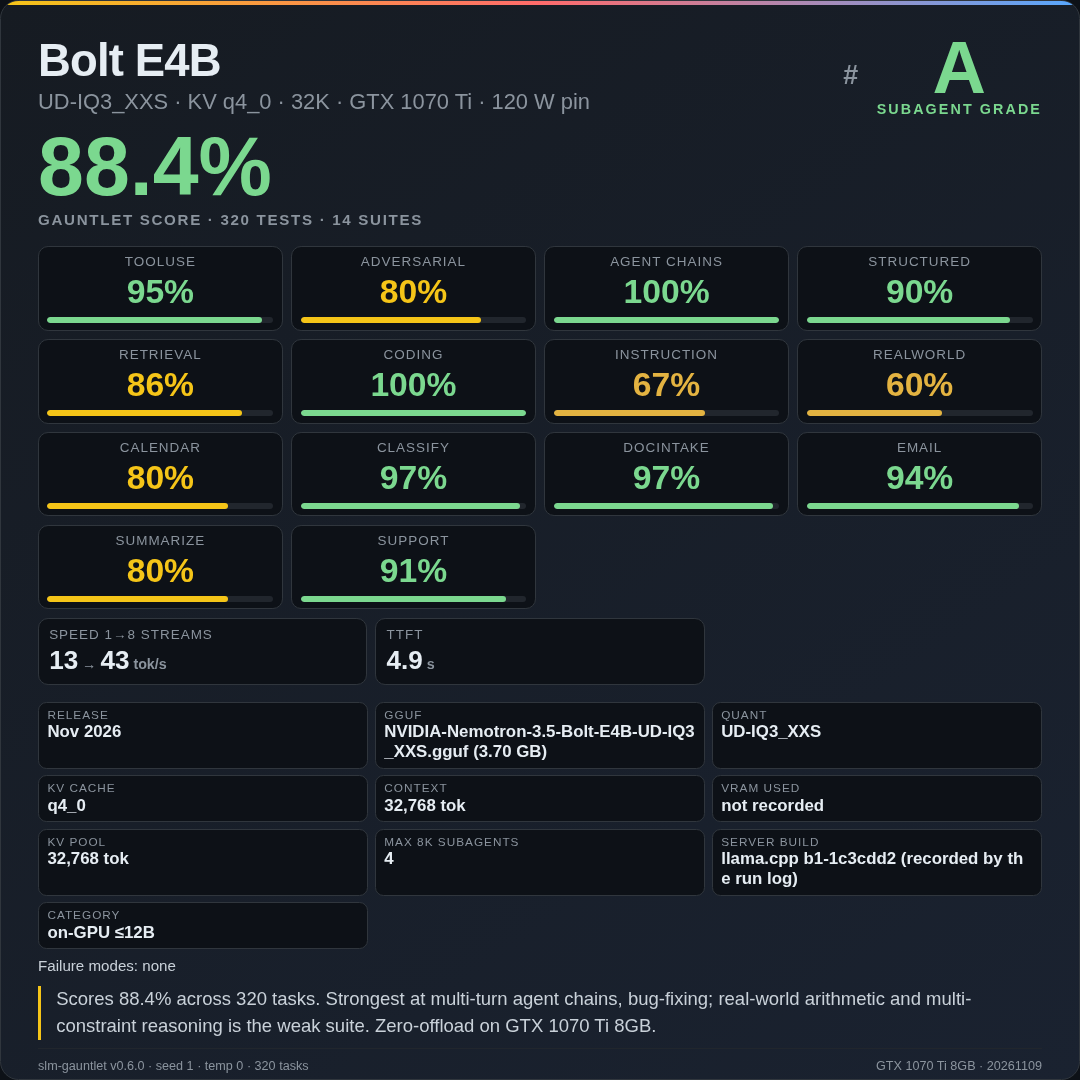 Bolt E4B
UD-IQ3_XXS · KV q4_0 · 32K · GTX 1070 Ti · 120 W pin
#
A
SUBAGENT GRADE
88.4%
GAUNTLET SCORE · 320 TESTS · 14 SUITES
TOOLUSE
95%
ADVERSARIAL
80%
AGENT CHAINS
100%
STRUCTURED
90%
RETRIEVAL
86%
CODING
100%
INSTRUCTION
67%
REALWORLD
60%
CALENDAR
80%
CLASSIFY
97%
DOCINTAKE
97%
EMAIL
94%
SUMMARIZE
80%
SUPPORT
91%
SPEED 1→8 STREAMS
13 → 43 tok/s
TTFT
4.9 s
RELEASE
Nov 2026
GGUF
NVIDIA-Nemotron-3.5-Bolt-E4B-UD-IQ3
_XXS.gguf (3.70 GB)
QUANT
UD-IQ3_XXS
KV CACHE
q4_0
CONTEXT
32,768 tok
VRAM USED
not recorded
KV POOL
32,768 tok
MAX 8K SUBAGENTS
4
SERVER BUILD
llama.cpp b1-1c3cdd2 (recorded by th
e run log)
CATEGORY
on-GPU ≤12B
Failure modes: none
Scores 88.4% across 320 tasks. Strongest at multi-turn agent chains, bug-fixing; real-world arithmetic and multi-
constraint reasoning is the weak suite. Zero-offload on GTX 1070 Ti 8GB.
slm-gauntlet v0.6.0 · seed 1 · temp 0 · 320 tasks
GTX 1070 Ti 8GB · 20261109